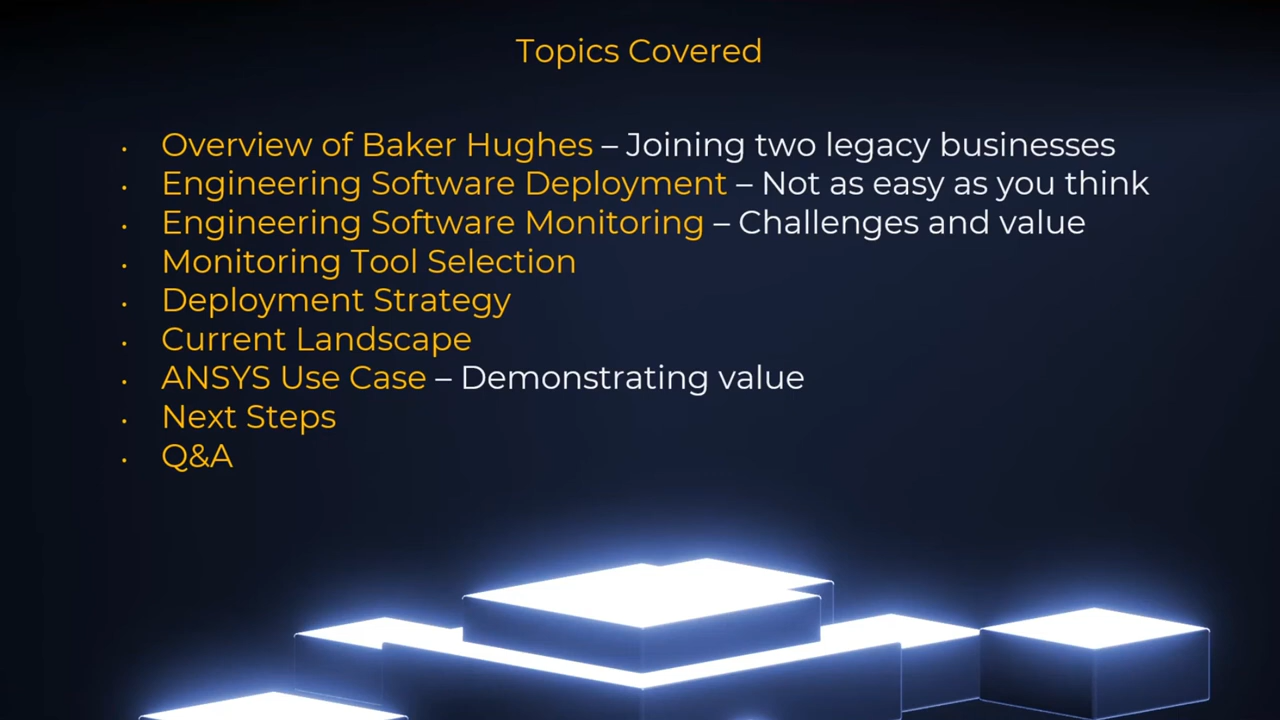 Topics Covered
· Overview of Baker Hughes – Joining two legacy businesses
· Engineering Software Deployment – Not as easy as you think
· Engineering Software Monitoring – Challenges and value
· Monitoring Tool Selection
· Deployment Strategy
· Current Landscape
· ANSYS Use Case – Demonstrating value
· Next Steps
· Q&A